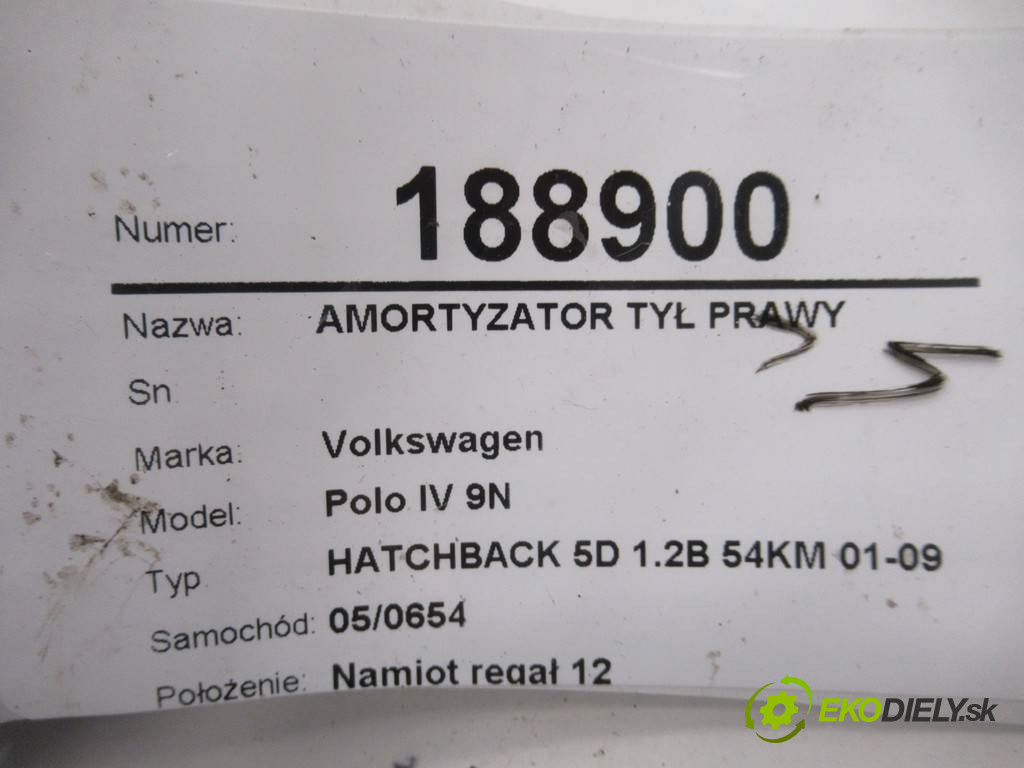 Numer: 188900
Nazwa: AMORTYZATOR TYŁ PRAWY
Sn
Marka: Volkswagen
Model: Polo IV 9N
Typ HATCHBACK 5D 1.2B 54KM 01-09
Samochód: 05/0654
Położenie: Namiot regał 12
EKODIELY.sk